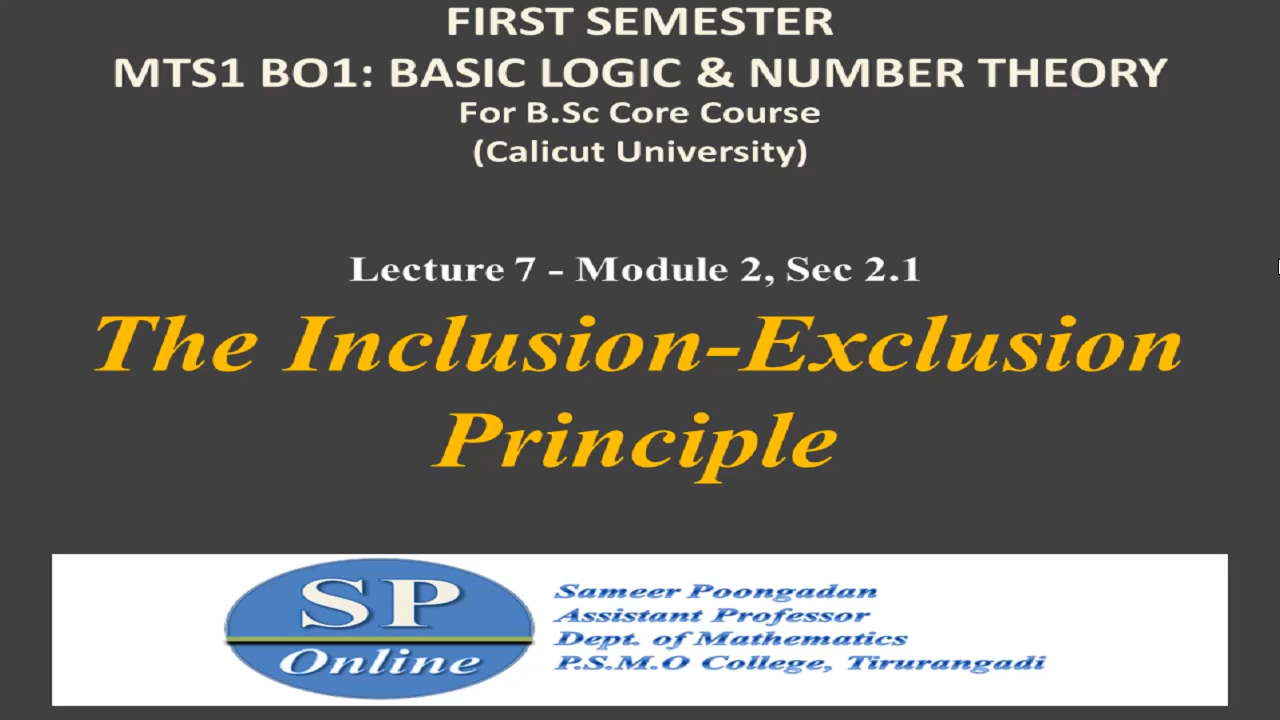 FIRST SEMESTER
MTS1 BO1: BASIC LOGIC & NUMBER THEORY
For B.Sc Core Course
(Calicut University)
Lecture 7 - Module 2, Sec 2.1
The Inclusion-Exclusion
Principle
SP
Online
Sameer Poongadan
Assistant Professor
Dept. of Mathematics
P.S.M.O College, Tirurangadi